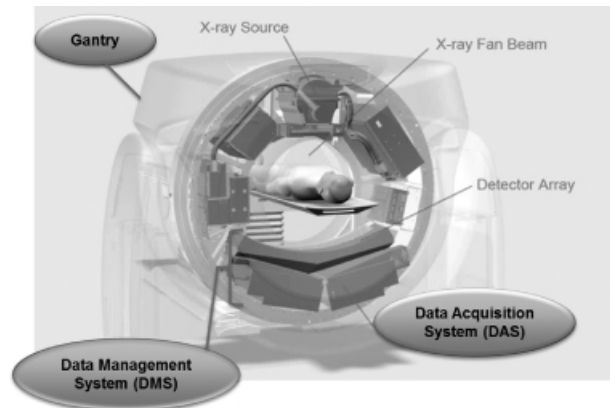 X-ray Source
Gantry
X-ray Fan Beam
Detector Array
Data Acquisition
System (DAS)
Data Management
System (DMS)